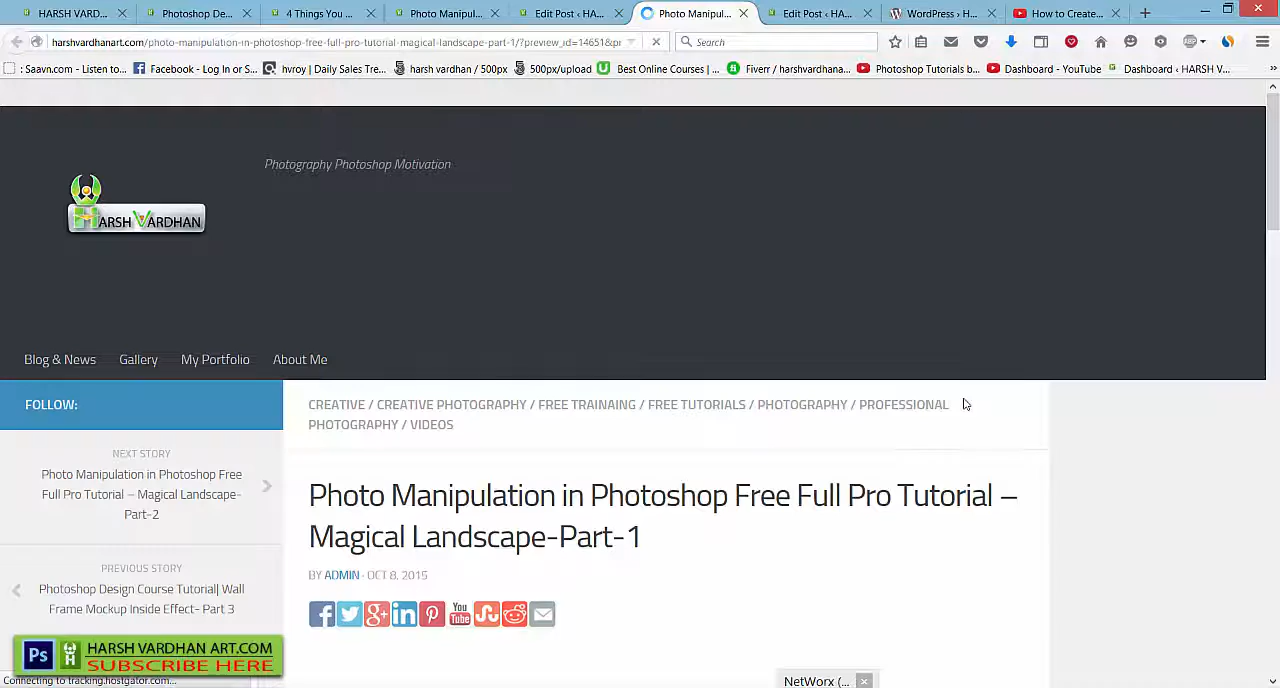 HARSH VARD...
Photoshop De...
4 Things You ...
Photo Manipul...
Edit Post ‹ HA...
Photo Manipul...
Edit Post ‹ HA...
WordPress › H...
How to Create...
harshvardhanart.com/photo-manipulation-in-photoshop-free-full-pro-tutorial-magical-landscape-part-1/?preview_id=14651&pr
Search
ABP
: Saavn.com - Listen to...
Facebook - Log In or S...
hvroy | Daily Sales Tre...
harsh vardhan / 500px
500px/upload
Best Online Courses | ...
Fiverr / harshvardhana...
Photoshop Tutorials b...
Dashboard - YouTube
Dashboard ‹ HARSH V...
Photography Photoshop Motivation
HARSH VARDHAN
Blog & News
Gallery
My Portfolio
About Me
FOLLOW:
NEXT STORY
Photo Manipulation in Photoshop Free
Full Pro Tutorial – Magical Landscape-
Part-2
PREVIOUS STORY
Photoshop Design Course Tutorial| Wall
Frame Mockup Inside Effect- Part 3
CREATIVE / CREATIVE PHOTOGRAPHY / FREE TRAINAING / FREE TUTORIALS / PHOTOGRAPHY / PROFESSIONAL
PHOTOGRAPHY / VIDEOS
Photo Manipulation in Photoshop Free Full Pro Tutorial –
Magical Landscape-Part-1
BY ADMIN · OCT 8, 2015
You
Tube
Ps
HARSH VARDHAN ART.COM
SUBSCRIBE HERE
Connecting to tracking.hostgator.com...
NetWorx (...